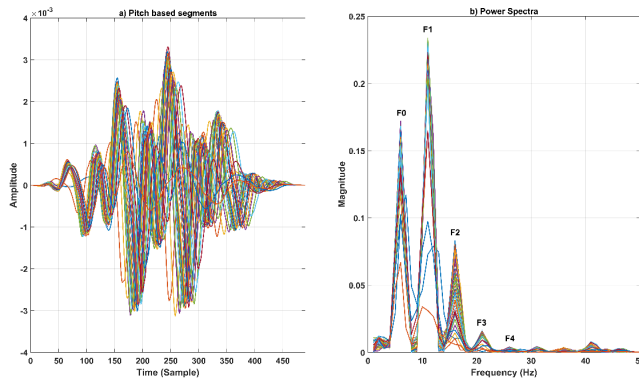 a) Pitch based segments
×10⁻³
4
3
2
1
0
-1
-2
-3
-4
Amplitude
0 50 100 150 200 250 300 350 400 450
Time (Sample)
b) Power Spectra
0.25
0.2
0.15
0.1
0.05
0
Magnitude
F0
F1
F2
F3
F4
0 10 20 30 40 50
Frequency (Hz)